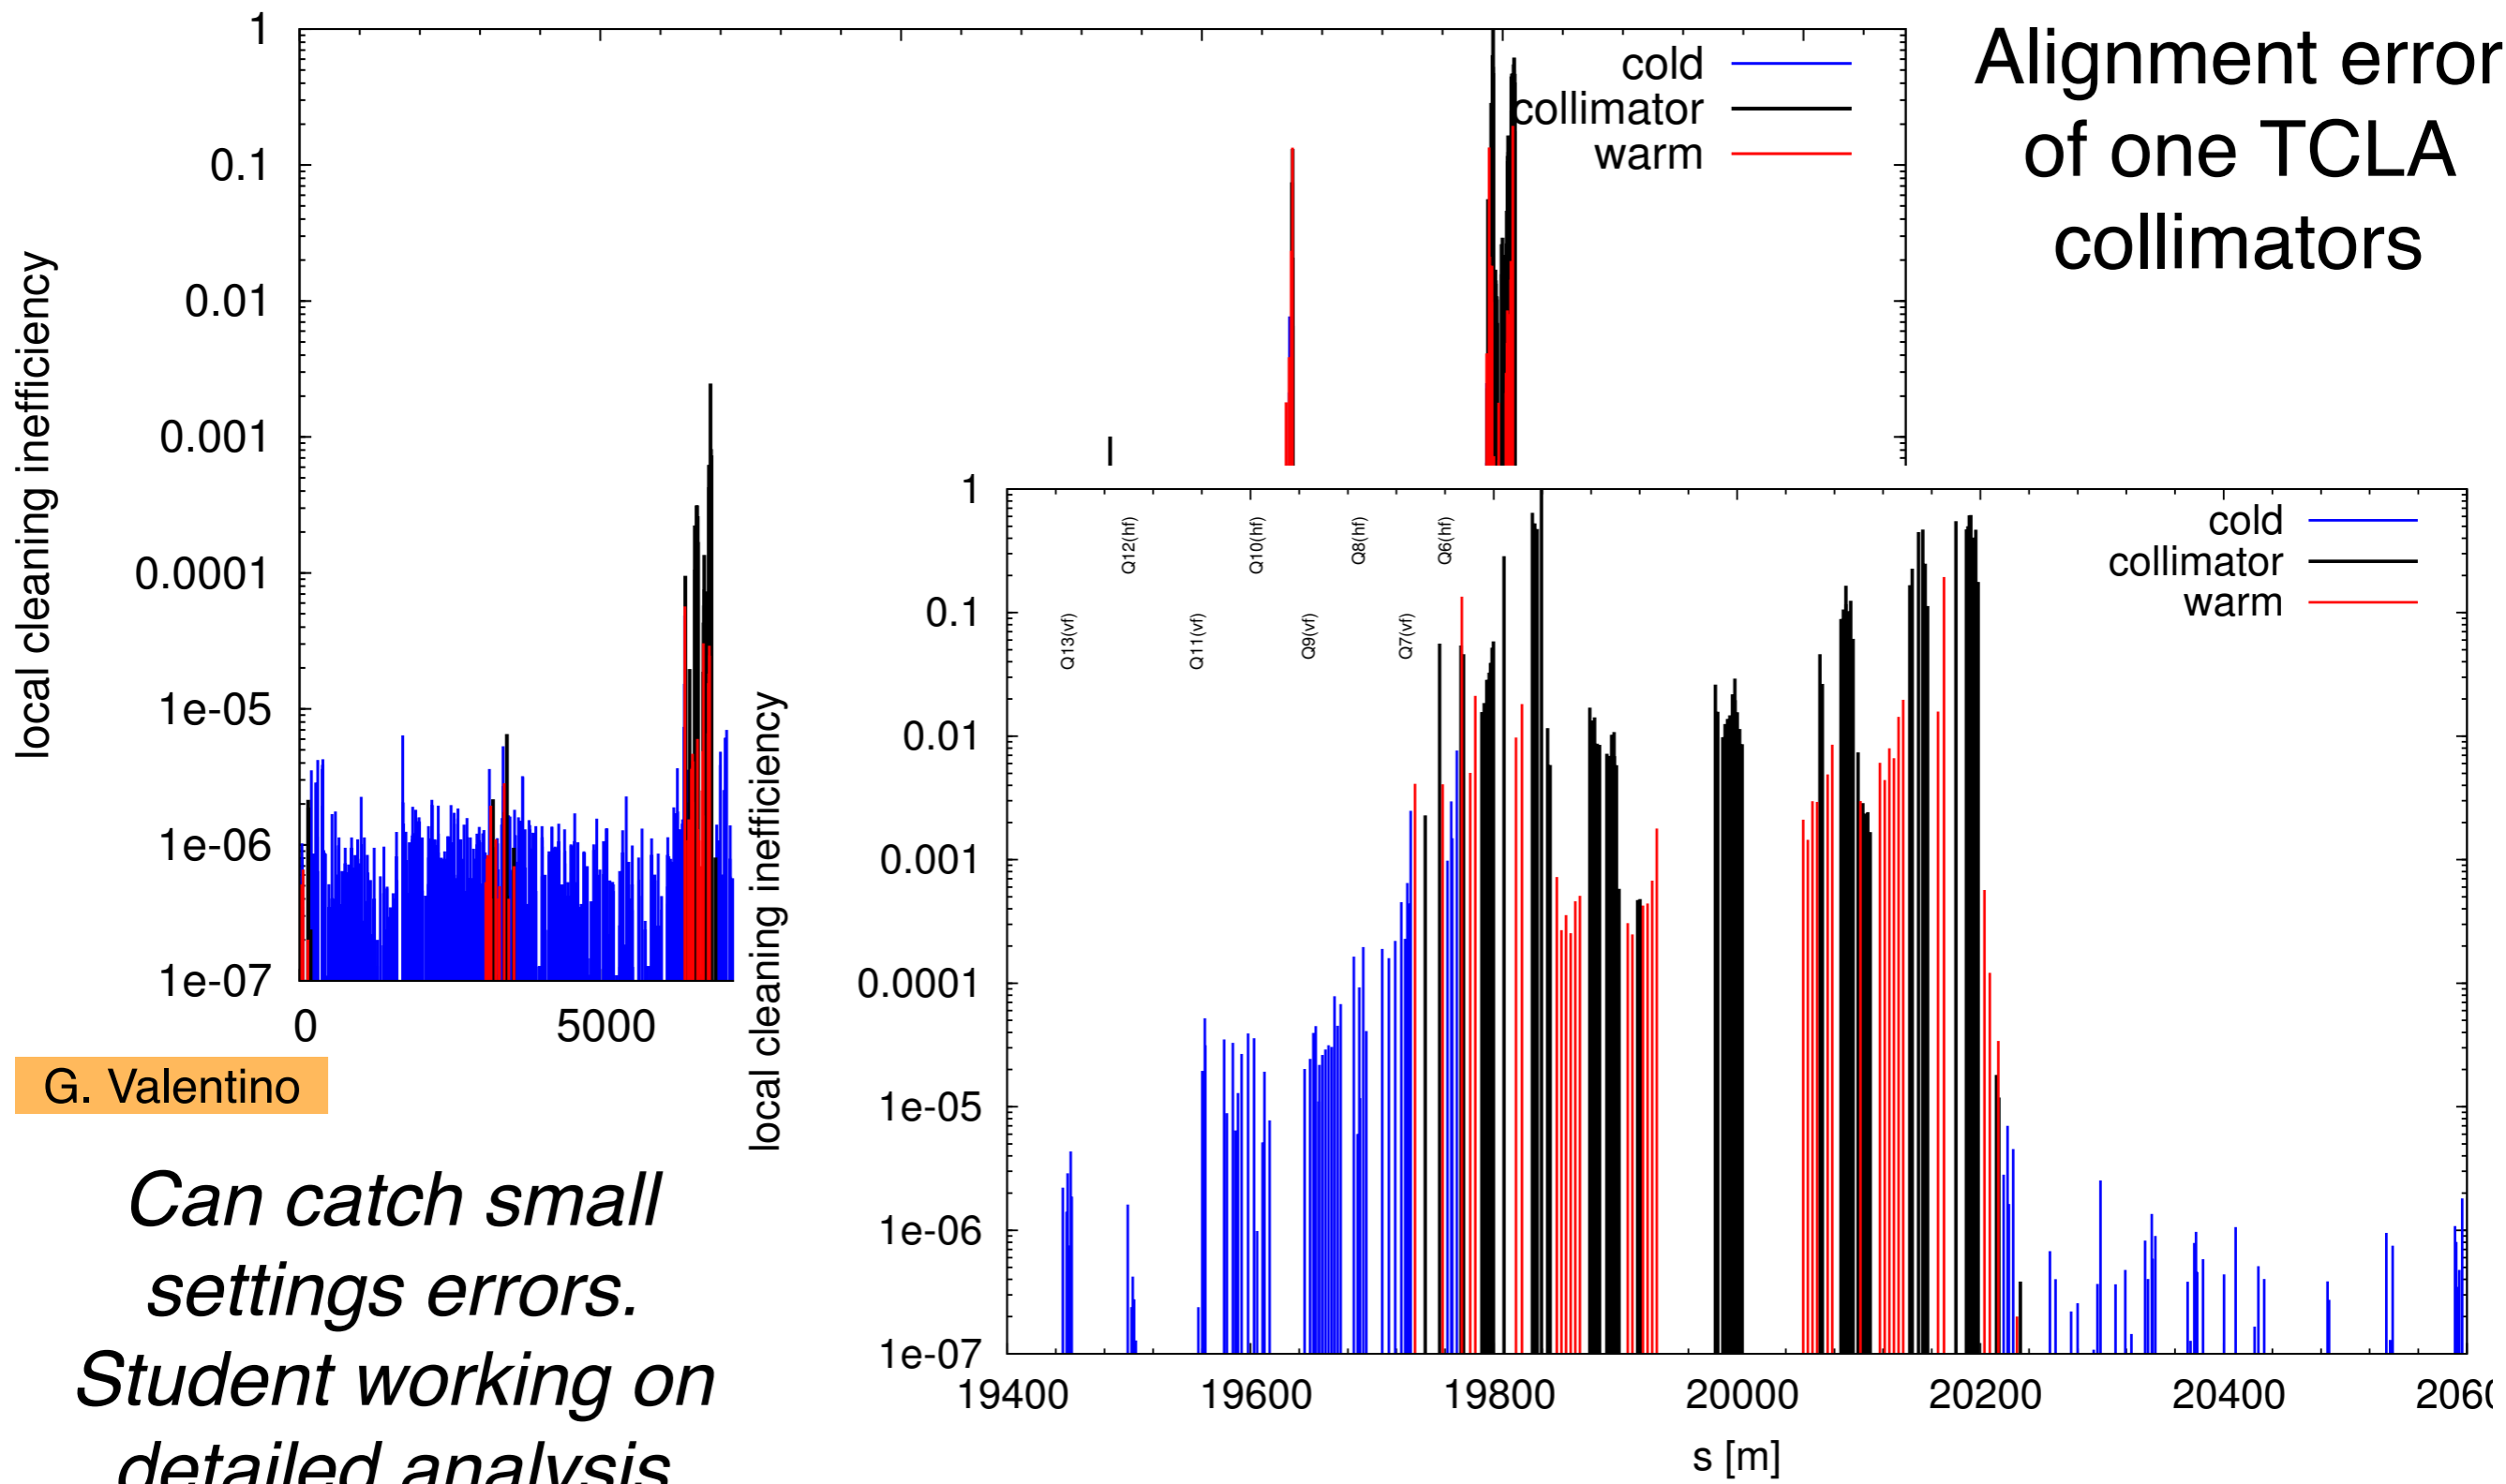 Alignment error
of one TCLA
collimators
local cleaning inefficiency
1
0.1
0.01
0.001
0.0001
1e-05
1e-06
1e-07
0
5000
cold
collimator
warm
G. Valentino
Can catch small
settings errors.
Student working on
detailed analysis
local cleaning inefficiency
1
0.1
0.01
0.001
0.0001
1e-05
1e-06
1e-07
Q12(hf)
Q10(hf)
Q8(hf)
Q6(hf)
Q13(vf)
Q11(vf)
Q9(vf)
Q7(vf)
cold
collimator
warm
19400
19600
19800
20000
20200
20400
s [m]